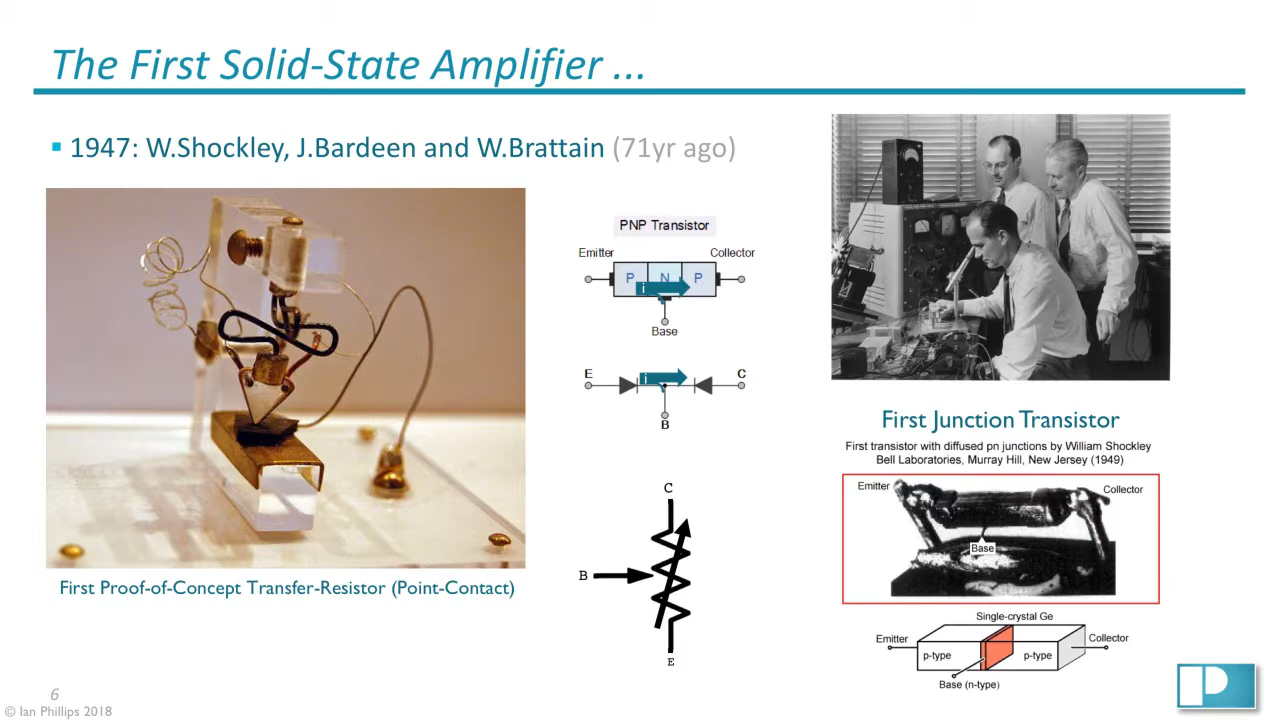 The First Solid-State Amplifier ...
1947: W.Shockley, J.Bardeen and W.Brattain (71yr ago)
First Proof-of-Concept Transfer-Resistor (Point-Contact)
PNP Transistor
Emitter
Collector
P N P
i
Base
E
C
i
B
C
B
E
First Junction Transistor
First transistor with diffused pn junctions by William Shockley
Bell Laboratories, Murray Hill, New Jersey (1949)
Emitter
Collector
Base
Single-crystal Ge
Emitter
Collector
p-type
p-type
Base (n-type)
6
© Ian Phillips 2018